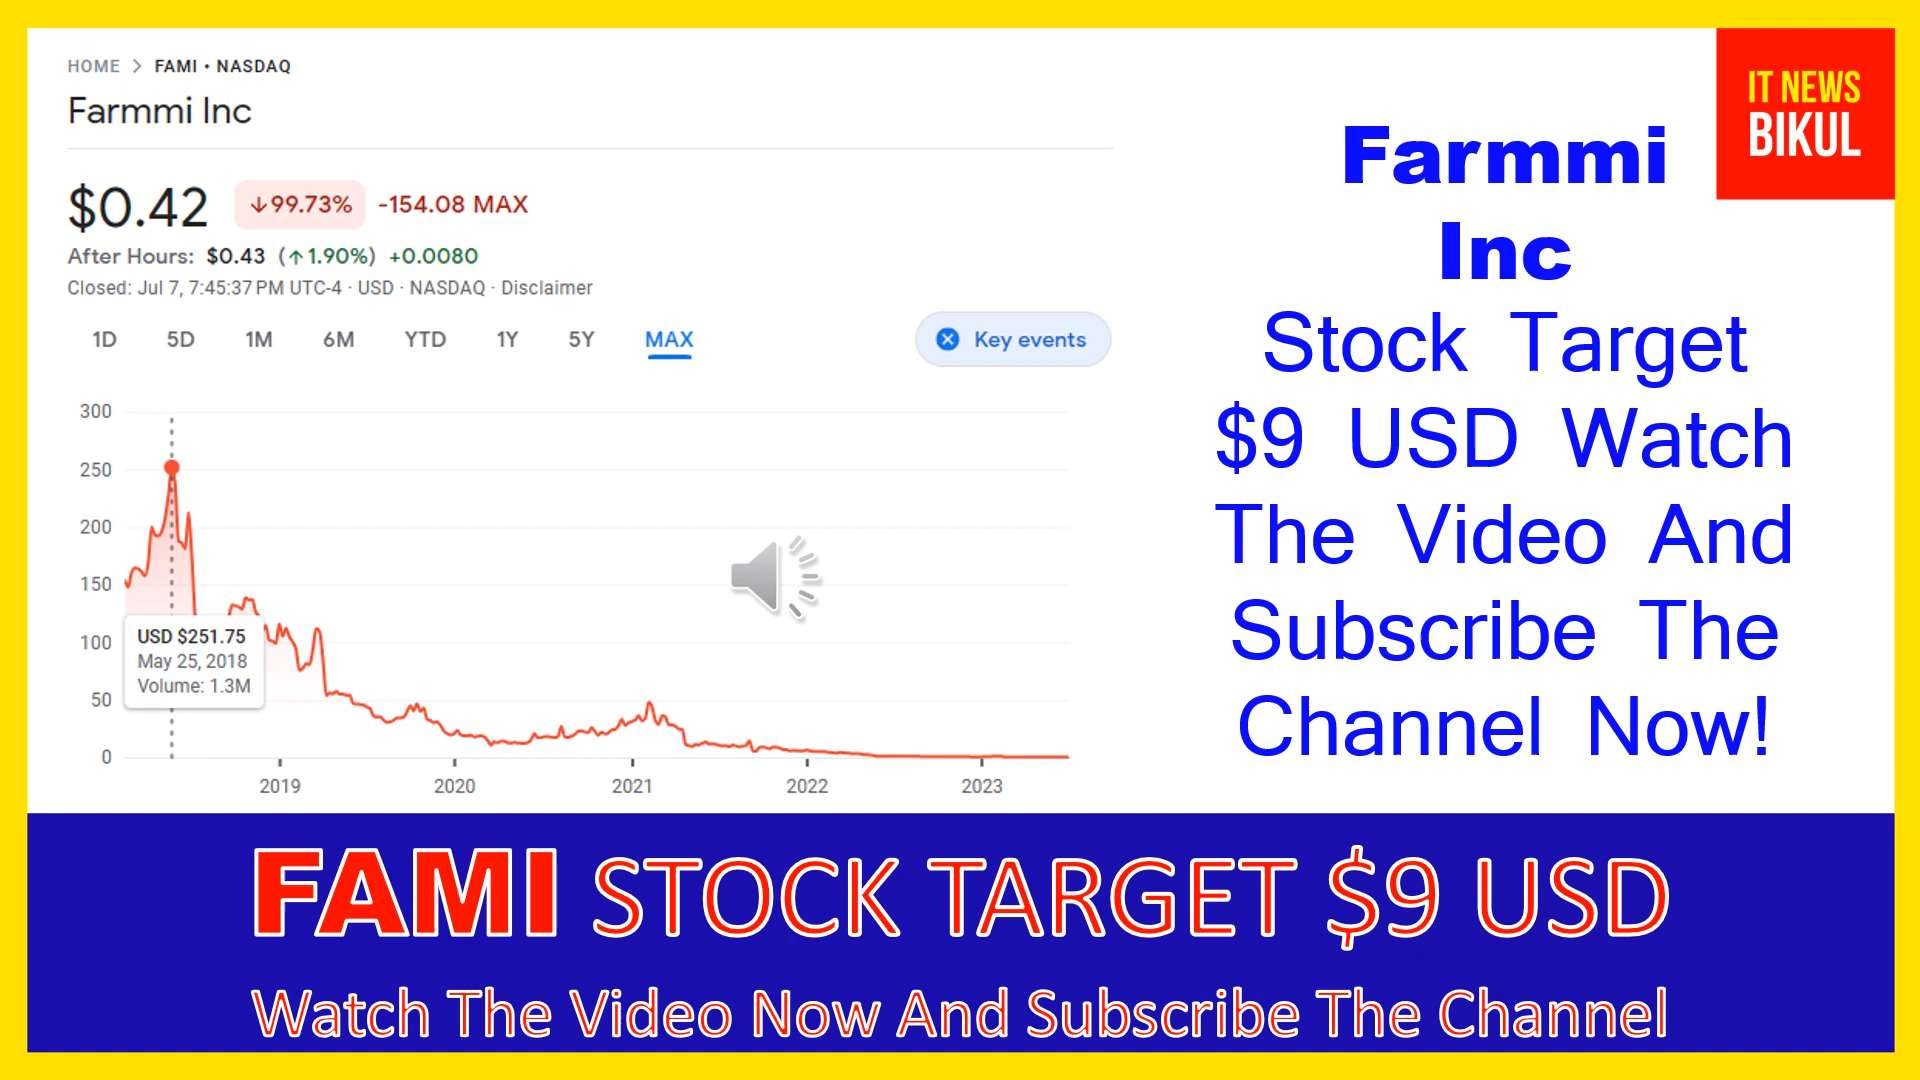 HOME > FAMI • NASDAQ
Farmmi Inc
$0.42 ↓99.73% -154.08 MAX
After Hours: $0.43 (↑1.90%) +0.0080
Closed: Jul 7, 7:45:37 PM UTC-4 · USD · NASDAQ · Disclaimer
1D 5D 1M 6M YTD 1Y 5Y MAX
Key events
300
250
200
150
100
50
0
USD $251.75
May 25, 2018
Volume: 1.3M
2019 2020 2021 2022 2023
IT NEWS
BIKUL
Farmmi
Inc
Stock Target
$9 USD Watch
The Video And
Subscribe The
Channel Now!
FAMI STOCK TARGET $9 USD
Watch The Video Now And Subscribe The Channel